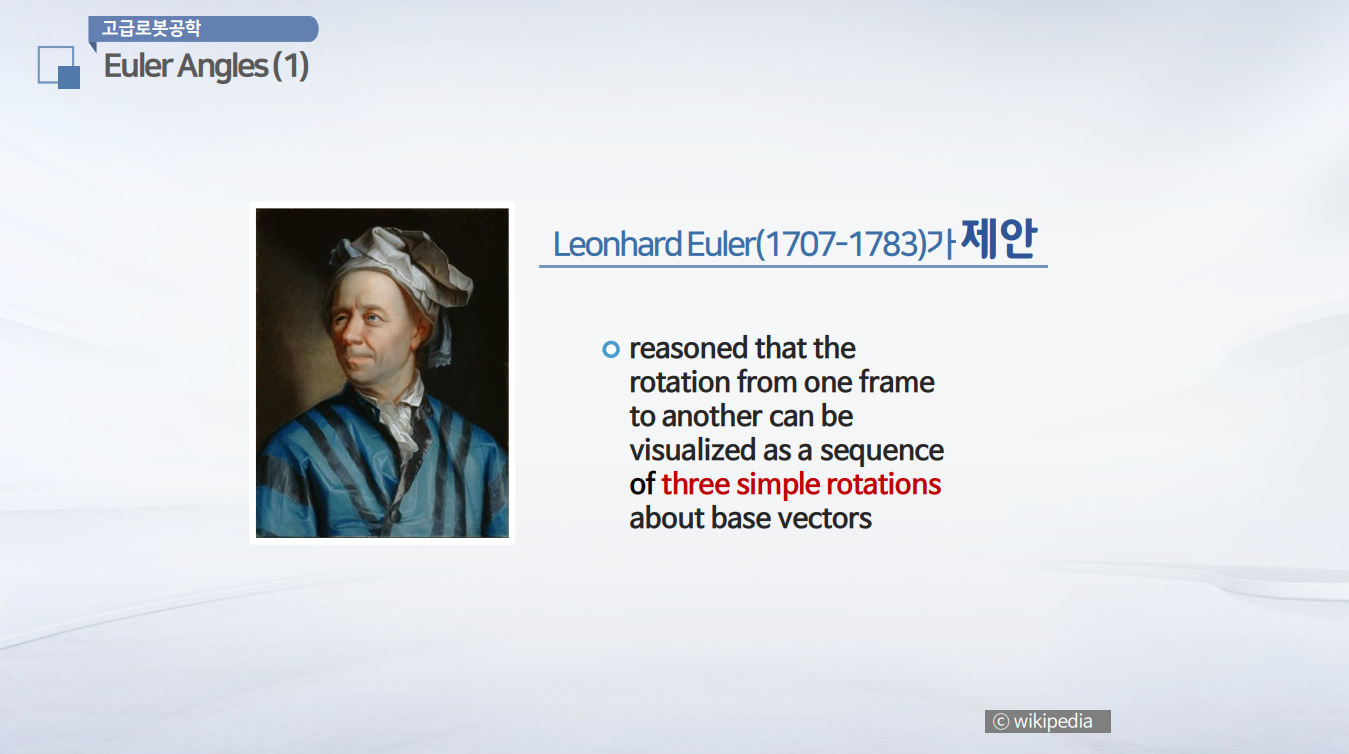 고급로봇공학
Euler Angles (1)
Leonhard Euler(1707-1783)가 제안
reasoned that the
rotation from one frame
to another can be
visualized as a sequence
of three simple rotations
about base vectors
ⓒ wikipedia